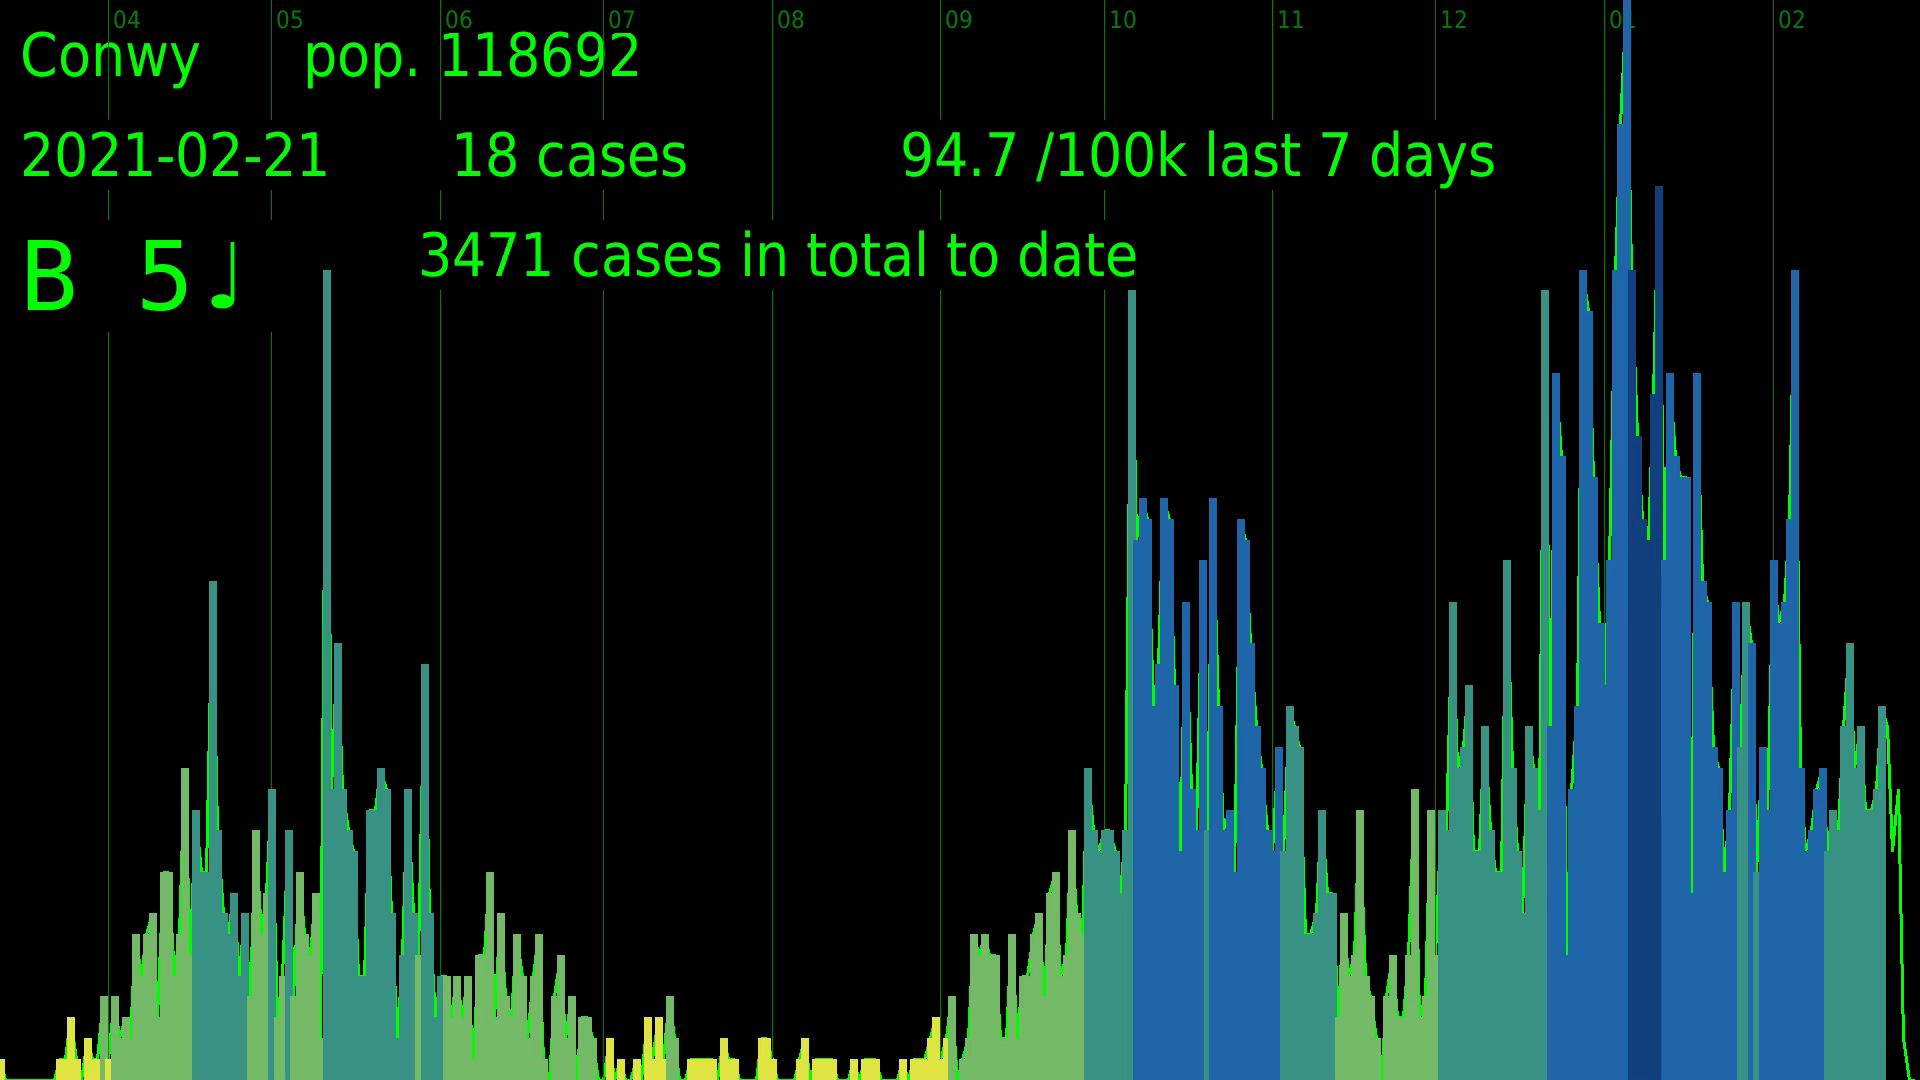 04 05 06 07 08 09 10 11 12 01 02
Conwy pop. 118692
2021-02-21 18 cases 94.7 /100k last 7 days
B 5♩ 3471 cases in total to date